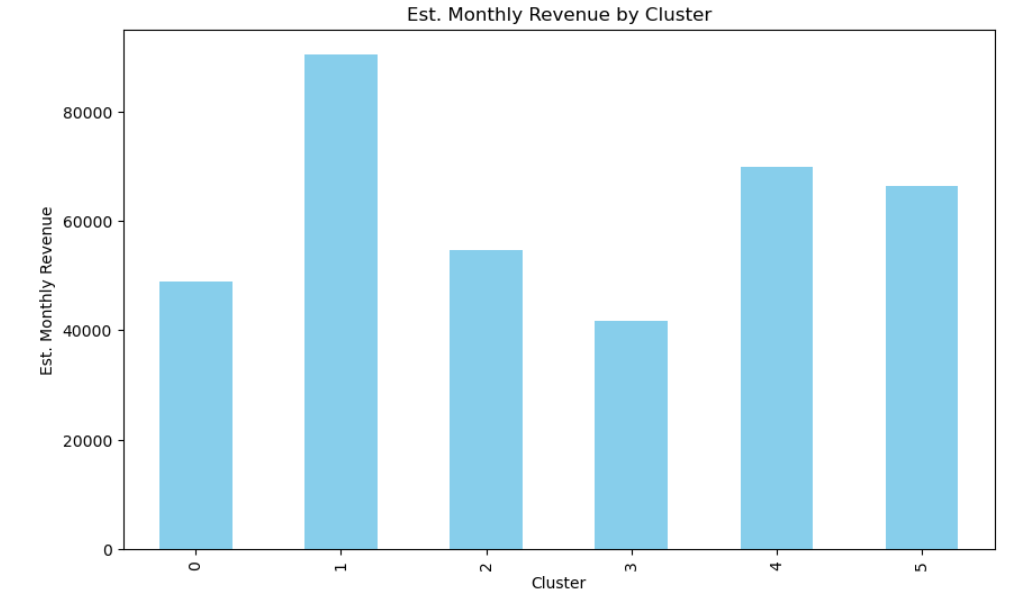 Est. Monthly Revenue by Cluster
Est. Monthly Revenue
80000
60000
40000
20000
0
0 1 2 3 4 5
Cluster